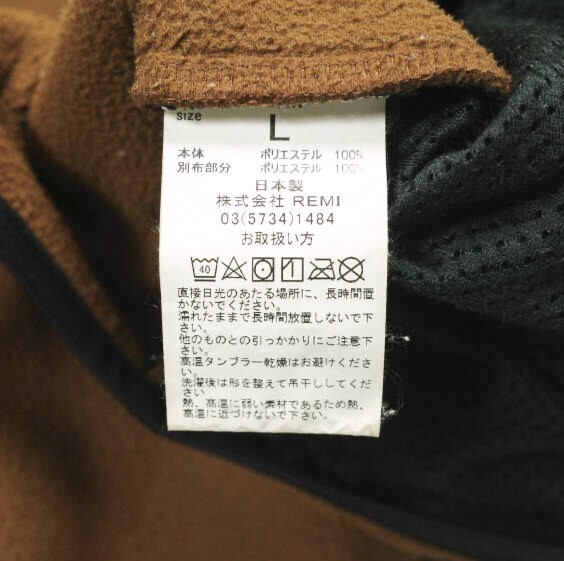 size
L
本体 ポリエステル 100%
別布部分 ポリエステル 100%
日本製
株式会社 REMI
03(5734)1484
お取扱い方
40
直接日光のあたる場所に、長時間置
かないでください。
濡れたままで長時間放置しないで下
さい。
他のものとの引っかかりにご注意下
さい。
高温タンブラー乾燥はお避けくださ
い。
洗濯後は形を整えて吊干ししてくだ
さい
熱、高温に弱い素材であるため熱、
高温に近づけないで下さい。